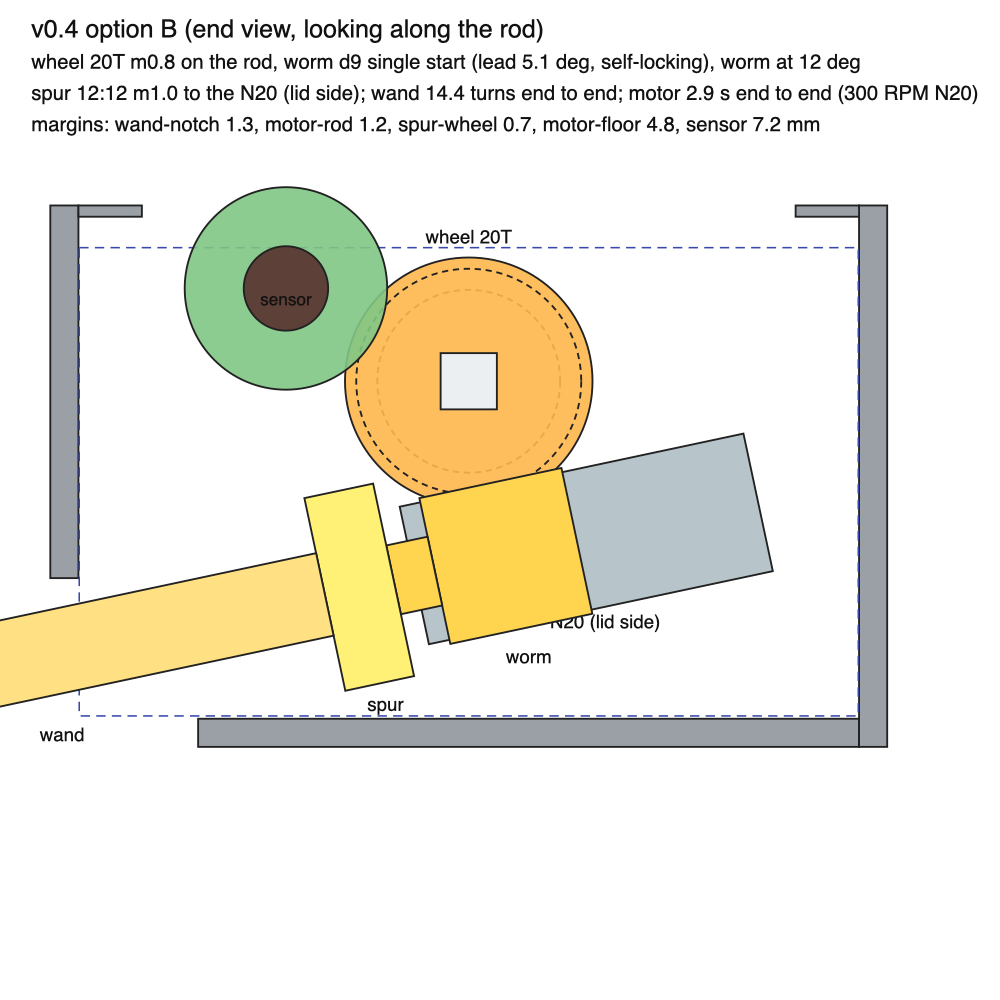 v0.4 option B (end view, looking along the rod)
wheel 20T m0.8 on the rod, worm d9 single start (lead 5.1 deg, self-locking), worm at 12 deg
spur 12:12 m1.0 to the N20 (lid side); wand 14.4 turns end to end; motor 2.9 s end to end (300 RPM N20)
margins: wand-notch 1.3, motor-rod 1.2, spur-wheel 0.7, motor-floor 4.8, sensor 7.2 mm
wheel 20T
sensor
N20 (lid side)
worm
spur
wand